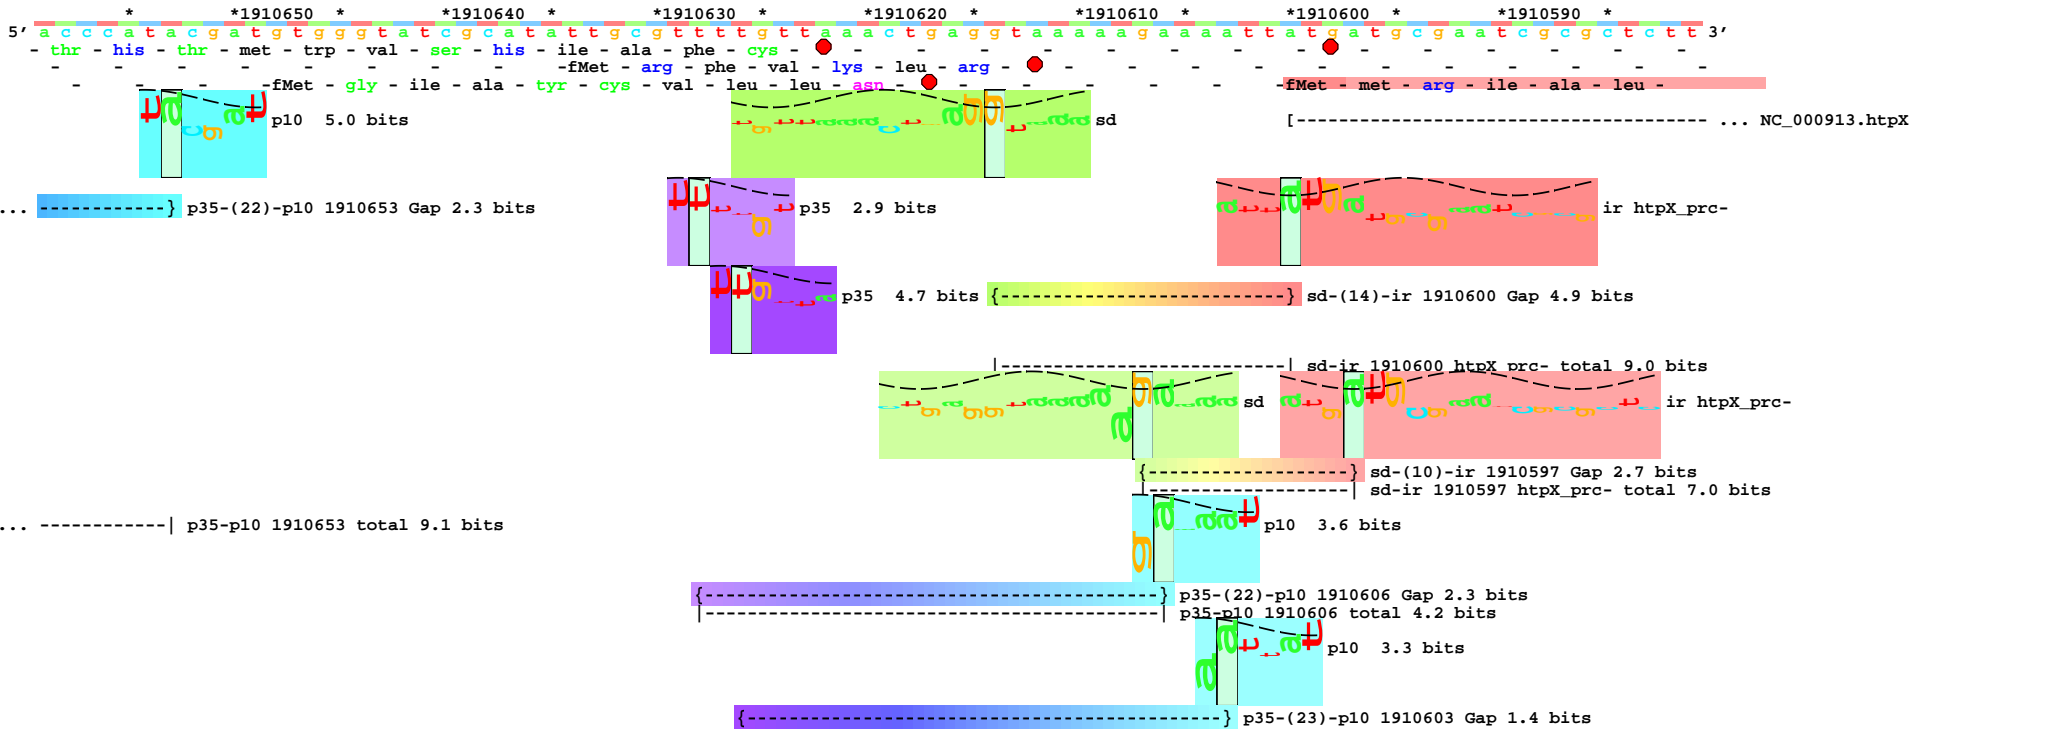 * *1910650 * *1910640 * *1910630 * *1910620 * *1910610 * *1910600 * *1910590 *
5’ a c c c a t a c g a t g t g g g t a t c g c a t a t t g c g t t t t g t t a a a c t g a g g t a a a a a g a a a a t t a t g a t g c g a a t c g c g c t c t t 3’
- thr - his - thr - met - trp - val - ser - his - ile - ala - phe - cys - - - - - - - - - - - - - -
- - - - - - - - -fMet - arg - phe - val - lys - leu - arg - - - - - - - - - - -
- - - -fMet - gly - ile - ala - tyr - cys - val - leu - leu - asn - - - - - - -fMet - met - arg - ile - ala - leu -
p10 5.0 bits
sd
[--------------------------------------- ... NC_000913.htpX
... ------------} p35-(22)-p10 1910653 Gap 2.3 bits
p35 2.9 bits
ir htpX_prc-
p35 4.7 bits
{---------------------------} sd-(14)-ir 1910600 Gap 4.9 bits
|---------------------------| sd-ir 1910600 htpX_prc- total 9.0 bits
sd
ir htpX_prc-
{-------------------} sd-(10)-ir 1910597 Gap 2.7 bits
|-------------------| sd-ir 1910597 htpX_prc- total 7.0 bits
... ------------| p35-p10 1910653 total 9.1 bits
p10 3.6 bits
{-------------------------------------------} p35-(22)-p10 1910606 Gap 2.3 bits
|-------------------------------------------| p35-p10 1910606 total 4.2 bits
p10 3.3 bits
{---------------------------------------------} p35-(23)-p10 1910603 Gap 1.4 bits